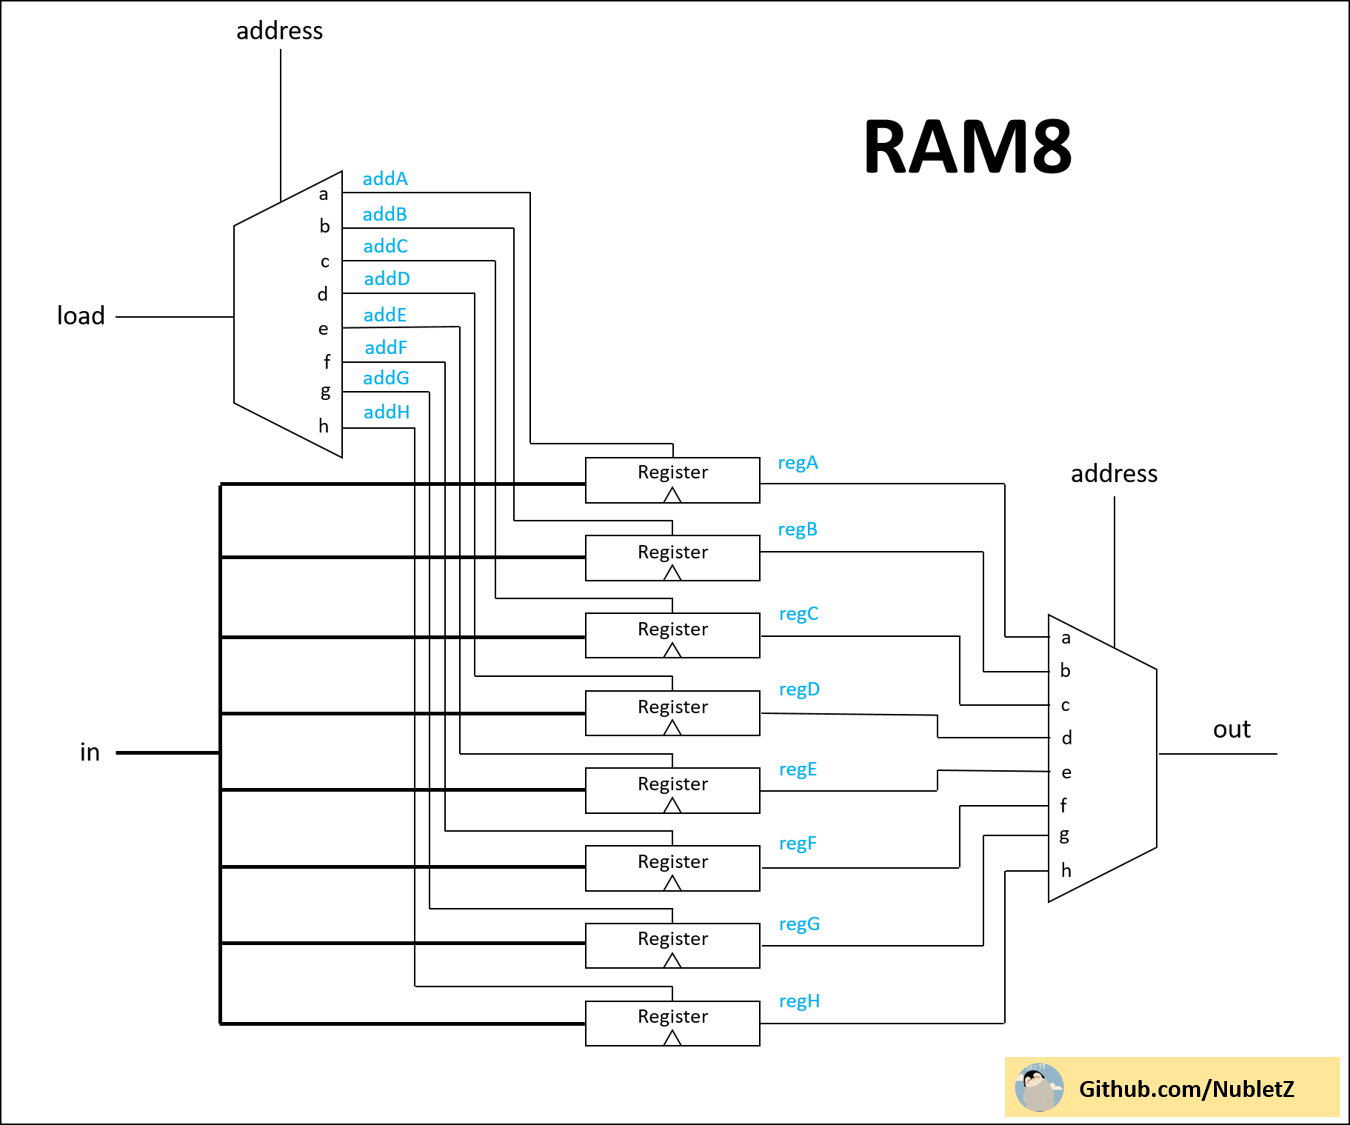 address
RAM8
a
addA
b
addB
c
addC
d
addD
load
e
addE
f
addF
g
addG
h
addH
Register
regA
address
Register
regB
Register
regC
a
b
Register
regD
c
d
out
in
Register
regE
e
f
Register
regF
g
h
Register
regG
Register
regH
Github.com/NubletZ